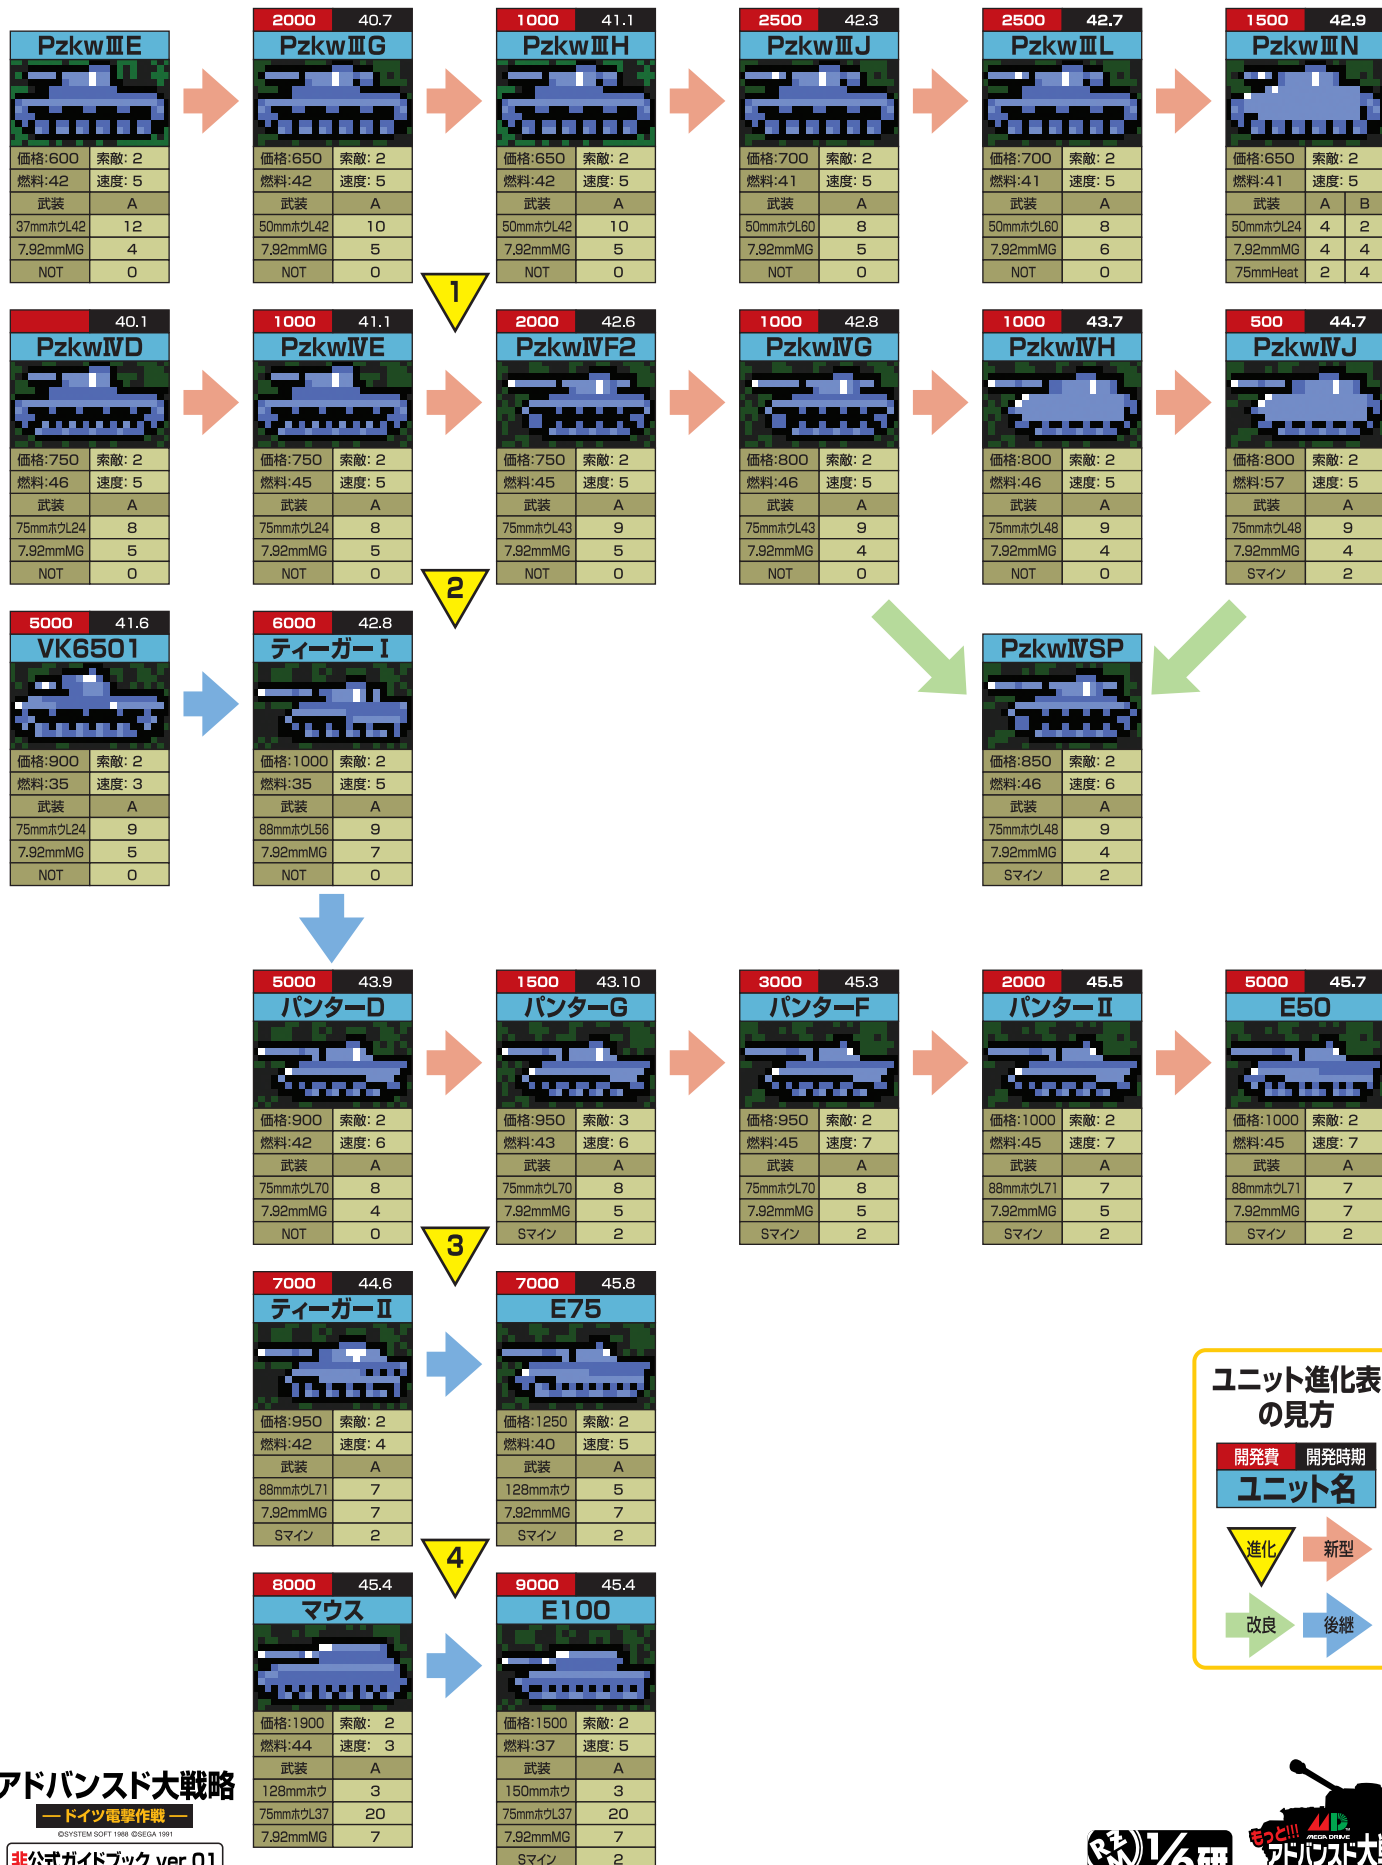 PzkwⅢE
価格:600 索敵: 2
燃料:42 速度: 5
武装 A
37mmホウL42 12
7.92mmMG 4
NOT 0
2000 40.7
PzkwⅢG
価格:650 索敵: 2
燃料:42 速度: 5
武装 A
50mmホウL42 10
7.92mmMG 5
NOT 0
1000 41.1
PzkwⅢH
価格:650 索敵: 2
燃料:42 速度: 5
武装 A
50mmホウL42 10
7.92mmMG 5
NOT 0
2500 42.3
PzkwⅢJ
価格:700 索敵: 2
燃料:41 速度: 5
武装 A
50mmホウL60 8
7.92mmMG 5
NOT 0
2500 42.7
PzkwⅢL
価格:700 索敵: 2
燃料:41 速度: 5
武装 A
50mmホウL60 8
7.92mmMG 6
NOT 0
1500 42.9
PzkwⅢN
価格:650 索敵: 2
燃料:41 速度: 5
武装 A B
50mmホウL24 4 2
7.92mmMG 4 4
75mmHeat 2 4
1
40.1
PzkwⅣD
価格:750 索敵: 2
燃料:46 速度: 5
武装 A
75mmホウL24 8
7.92mmMG 5
NOT 0
1000 41.1
PzkwⅣE
価格:750 索敵: 2
燃料:45 速度: 5
武装 A
75mmホウL24 8
7.92mmMG 5
NOT 0
2000 42.6
PzkwⅣF2
価格:750 索敵: 2
燃料:45 速度: 5
武装 A
75mmホウL43 9
7.92mmMG 5
NOT 0
1000 42.8
PzkwⅣG
価格:800 索敵: 2
燃料:46 速度: 5
武装 A
75mmホウL43 9
7.92mmMG 4
NOT 0
1000 43.7
PzkwⅣH
価格:800 索敵: 2
燃料:46 速度: 5
武装 A
75mmホウL48 9
7.92mmMG 4
NOT 0
500 44.7
PzkwⅣJ
価格:800 索敵: 2
燃料:57 速度: 5
武装 A
75mmホウL48 9
7.92mmMG 4
Sマイン 2
2
5000 41.6
VK6501
価格:900 索敵: 2
燃料:35 速度: 3
武装 A
75mmホウL24 9
7.92mmMG 5
NOT 0
6000 42.8
ティーガーⅠ
価格:1000 索敵: 2
燃料:35 速度: 5
武装 A
88mmホウL56 9
7.92mmMG 7
NOT 0
PzkwⅣSP
価格:850 索敵: 2
燃料:46 速度: 6
武装 A
75mmホウL48 9
7.92mmMG 4
Sマイン 2
5000 43.9
パンターD
価格:900 索敵: 2
燃料:42 速度: 6
武装 A
75mmホウL70 8
7.92mmMG 4
NOT 0
1500 43.10
パンターG
価格:950 索敵: 3
燃料:43 速度: 6
武装 A
75mmホウL70 8
7.92mmMG 5
Sマイン 2
3000 45.3
パンターF
価格:950 索敵: 2
燃料:45 速度: 7
武装 A
75mmホウL70 8
7.92mmMG 5
Sマイン 2
2000 45.5
パンターⅡ
価格:1000 索敵: 2
燃料:45 速度: 7
武装 A
88mmホウL71 7
7.92mmMG 5
Sマイン 2
5000 45.7
E50
価格:1000 索敵: 2
燃料:45 速度: 7
武装 A
88mmホウL71 7
7.92mmMG 7
Sマイン 2
3
7000 44.6
ティーガーⅡ
価格:950 索敵: 2
燃料:42 速度: 4
武装 A
88mmホウL71 7
7.92mmMG 7
Sマイン 2
7000 45.8
E75
価格:1250 索敵: 2
燃料:40 速度: 5
武装 A
128mmホウ 5
7.92mmMG 7
Sマイン 2
4
8000 45.4
マウス
価格:1900 索敵: 2
燃料:44 速度: 3
武装 A
128mmホウ 3
75mmホウL37 20
7.92mmMG 7
9000 45.4
E100
価格:1500 索敵: 2
燃料:37 速度: 5
武装 A
150mmホウ 3
75mmホウL37 20
7.92mmMG 7
Sマイン 2
ユニット進化表
の見方
開発費 開発時期
ユニット名
進化 新型
改良 後継
アドバンスド大戦略
―ドイツ電撃作戦―
©SYSTEM SOFT 1988 ©SEGA 1991
非公式ガイドブック ver.01
RzM 1/6研
もっと!!! MEGA DRIVE
アドバンスド大戦